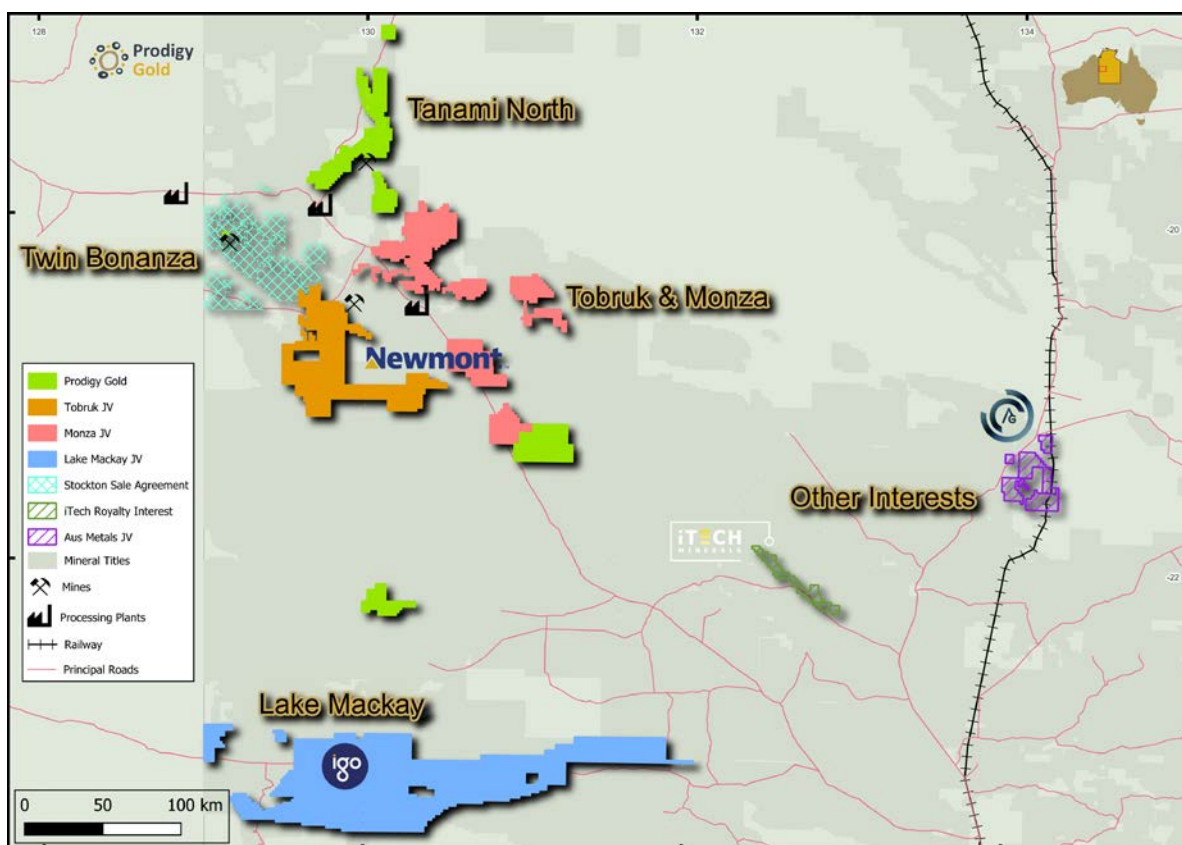 128
130
132
134
Prodigy
Gold
Tanami North
-20
Twin Bonanza
Tobruk & Monza
Newmont
Prodigy Gold
Tobruk JV
Monza JV
Lake Mackay JV
Stockton Sale Agreement
iTech Royalty Interest
Aus Metals JV
Mineral Titles
Mines
Processing Plants
Railway
Principal Roads
Other Interests
iTECH
MINERALS
-22
Lake Mackay
igo
0 50 100 km